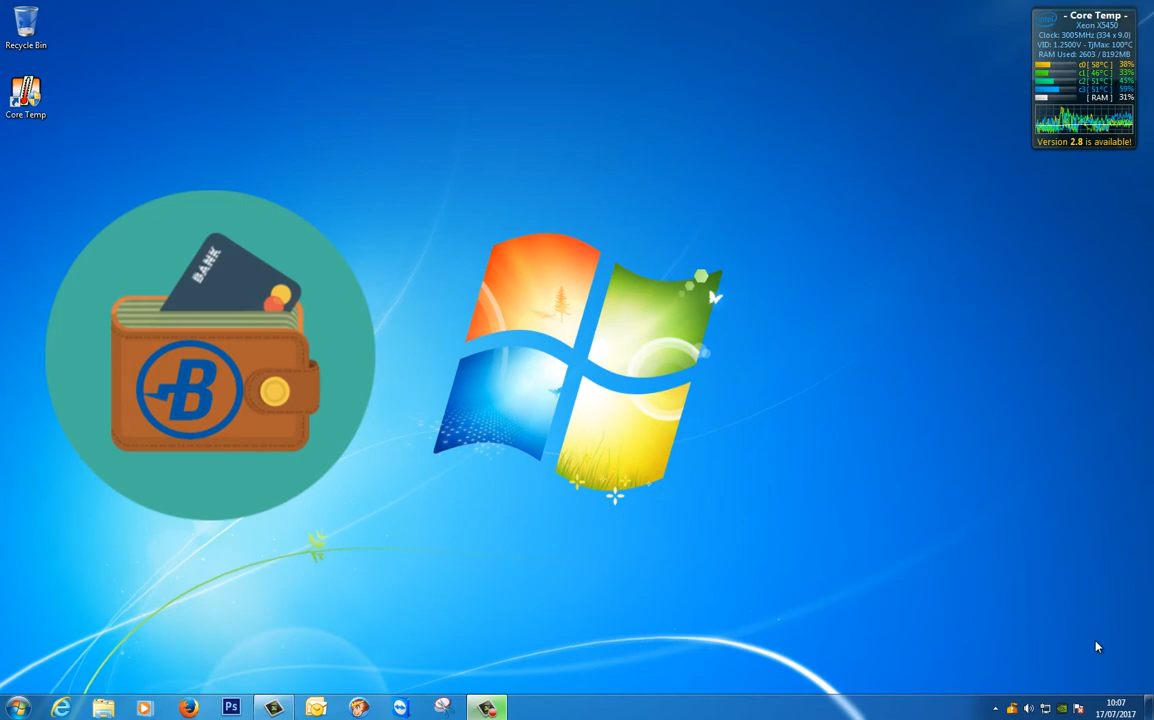 Recycle Bin
Core Temp
- Core Temp -
intel
Xeon X5450
Clock: 3005MHz (334 x 9.0)
VID: 1.2500V - TjMax: 100°C
RAM Used: 2603 / 8192MB
c0[ 58°C ] 38%
c1[ 46°C ] 33%
c2[ 51°C ] 45%
c3[ 51°C ] 59%
[ RAM ] 31%
Version 2.8 is available!
BANK
B
Ps
10:07
17/07/2017